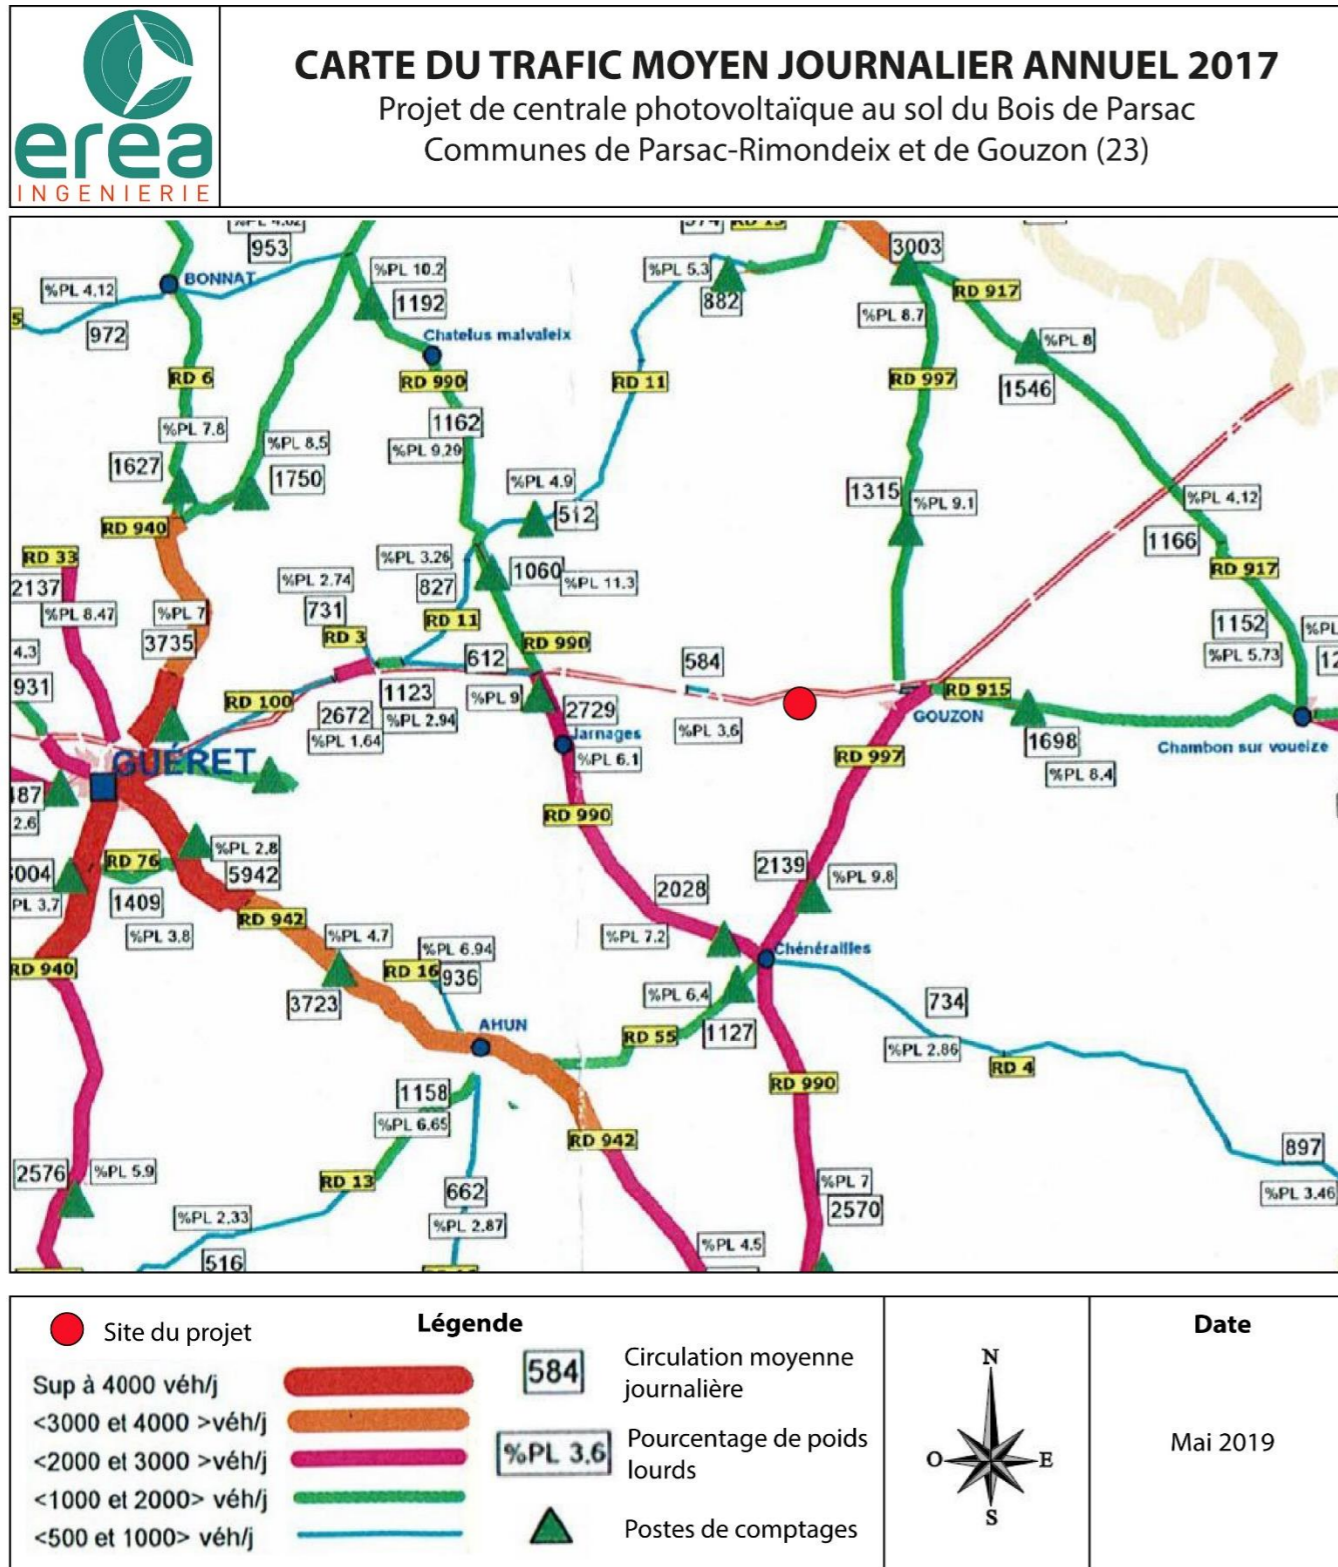 erea
INGENIERIE
CARTE DU TRAFIC MOYEN JOURNALIER ANNUEL 2017
Projet de centrale photovoltaïque au sol du Bois de Parsac
Communes de Parsac-Rimondeix et de Gouzon (23)
953
3003
%PL 10.2
%PL 5.3
BONNAT
%PL 4.12
1192
882
RD 917
%PL 8.7
972
Chatelus malvaleix
%PL 8
RD 6
RD 990
RD 11
RD 997
1546
1162
%PL 7.8
%PL 8.5
%PL 9.29
1627
1750
%PL 4.9
1315
%PL 9.1
%PL 4.12
512
RD 940
1166
RD 33
%PL 3.26
1060
%PL 11.3
RD 917
2137
%PL 2.74
827
%PL 8.47
%PL 7
731
RD 11
1152
RD 3
RD 990
3735
4.3
612
584
%PL 5.73
931
RD 100
1123
%PL 9
RD 915
2672
%PL 2.94
2729
GOUZON
%PL 1.64
Jarnages
%PL 3.6
1698
Chambon sur voueize
GUÉRET
%PL 6.1
RD 997
%PL 8.4
487
2.6
RD 990
%PL 2.8
RD 76
2139
%PL 9.8
004
5942
PL 3.7
1409
2028
RD 942
%PL 3.8
%PL 4.7
%PL 7.2
%PL 6.94
Chénérailles
RD 940
RD 16
936
%PL 6.4
3723
734
AHUN
RD 55
1127
%PL 2.86
RD 4
1158
RD 990
%PL 6.65
RD 942
2576
%PL 5.9
897
RD 13
%PL 7
662
%PL 3.46
%PL 2.33
2570
%PL 2.87
%PL 4.5
516
Légende
Site du projet
Sup à 4000 véh/j
<3000 et 4000 >véh/j
<2000 et 3000 >véh/j
<1000 et 2000> véh/j
<500 et 1000> véh/j
584
Circulation moyenne
journalière
%PL 3,6
Pourcentage de poids
lourds
Postes de comptages
N
O
E
S
Date
Mai 2019